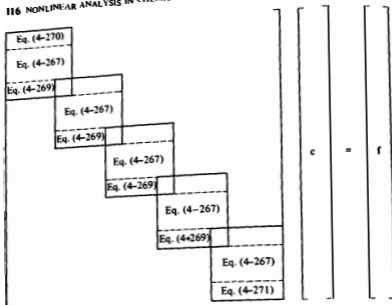 116 NONLINEAR ANALYSIS IN
Eq. (4-270)
Eq. (4-267)
Eq. (4-269)
Eq. (4-267)
Eq. (4-269)
Eq. (4-267)
Eq. (4-269)
Eq. (4-267)
Eq. (4-269)
Eq. (4-267)
Eq. (4-271)
c = f